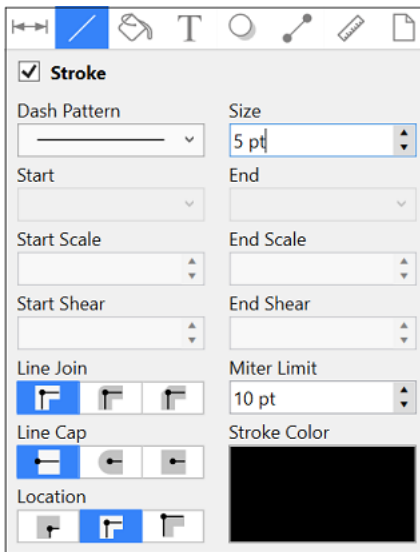 T
Stroke
Dash Pattern Size
5 pt
Start End
Start Scale End Scale
Start Shear End Shear
Line Join Miter Limit
10 pt
Line Cap Stroke Color
Location